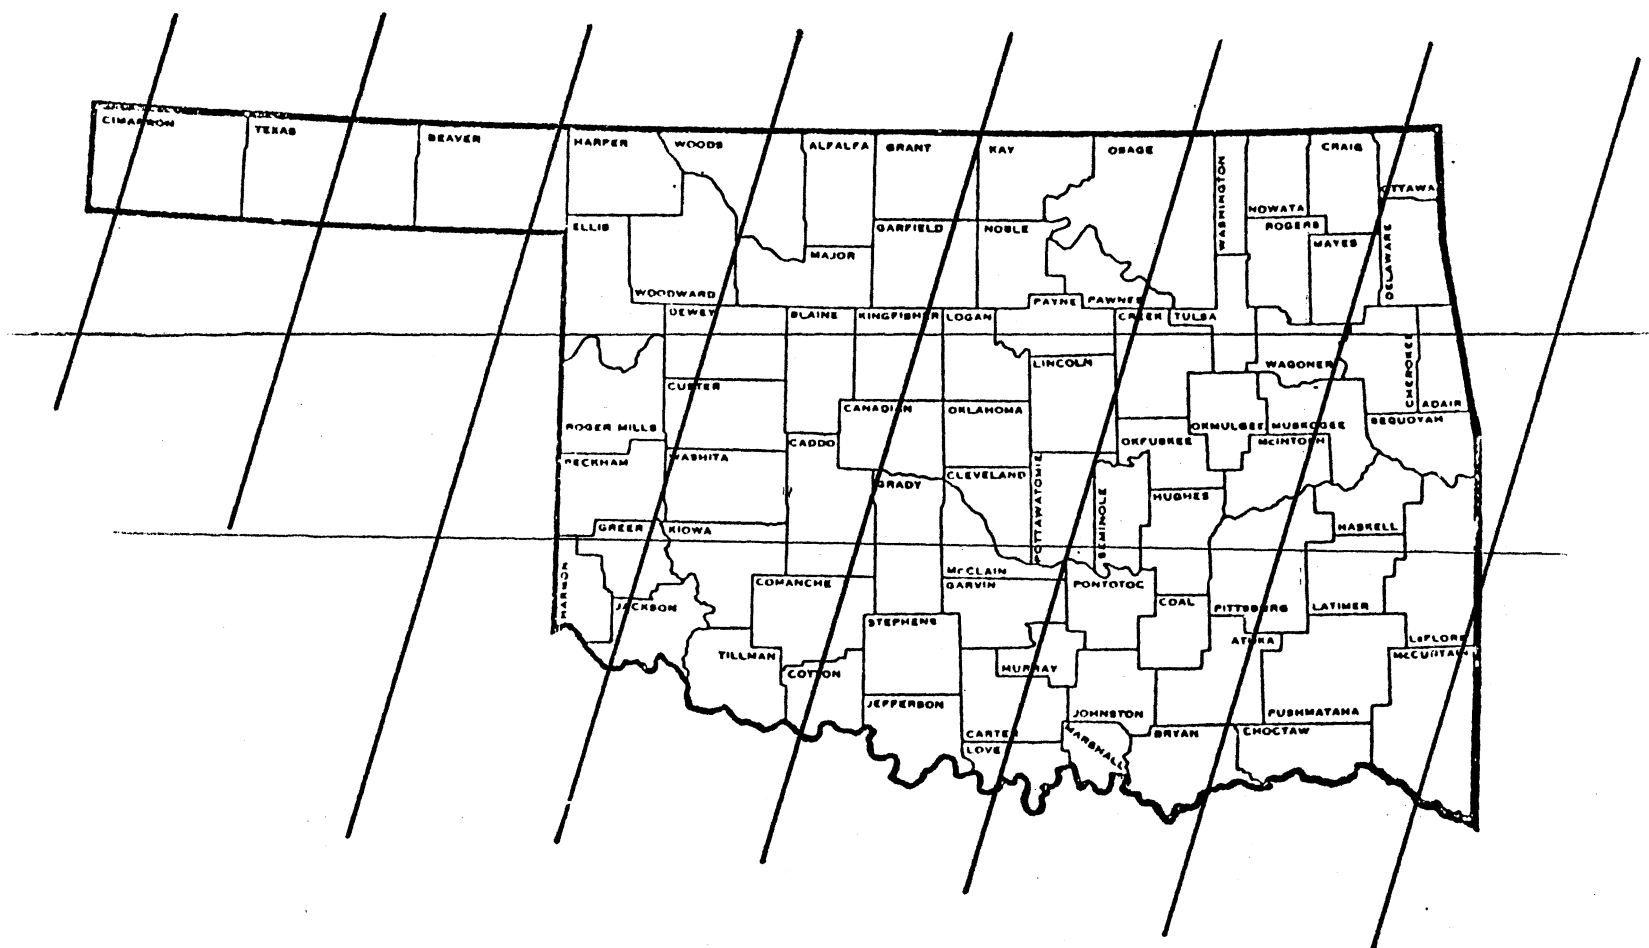 CIMARRON
TEXAS
BEAVER
HARPER
WOODS
ALFALFA
GRANT
KAY
OSAGE
WASHINGTON
NOWATA
CRAIG
OTTAWA
ELLIS
WOODWARD
MAJOR
GARFIELD
NOBLE
ROGERS
MAYES
DELAWARE
PAYNE
PAWNEE
DEWEY
BLAINE
KINGFISHER
LOGAN
CREEK
TULSA
LINCOLN
WAGONER
CHEROKEE
ADAIR
CUSTER
CANADIAN
OKLAHOMA
ROGER MILLS
CADDO
OKFUSKEE
OKMULGEE
MUSKOGEE
McINTOSH
SEQUOYAH
BECKHAM
WASHITA
GRADY
CLEVELAND
POTTAWATOMIE
SEMINOLE
HUGHES
HASKELL
GREER
KIOWA
HARMON
JACKSON
COMANCHE
McCLAIN
GARVIN
PONTOTOC
COAL
PITTSBURG
LATIMER
STEPHENS
ATOKA
LeFLORE
McCURTAIN
TILLMAN
COTTON
MURRAY
JEFFERSON
JOHNSTON
PUSHMATAHA
CARTER
LOVE
MARSHALL
BRYAN
CHOCTAW